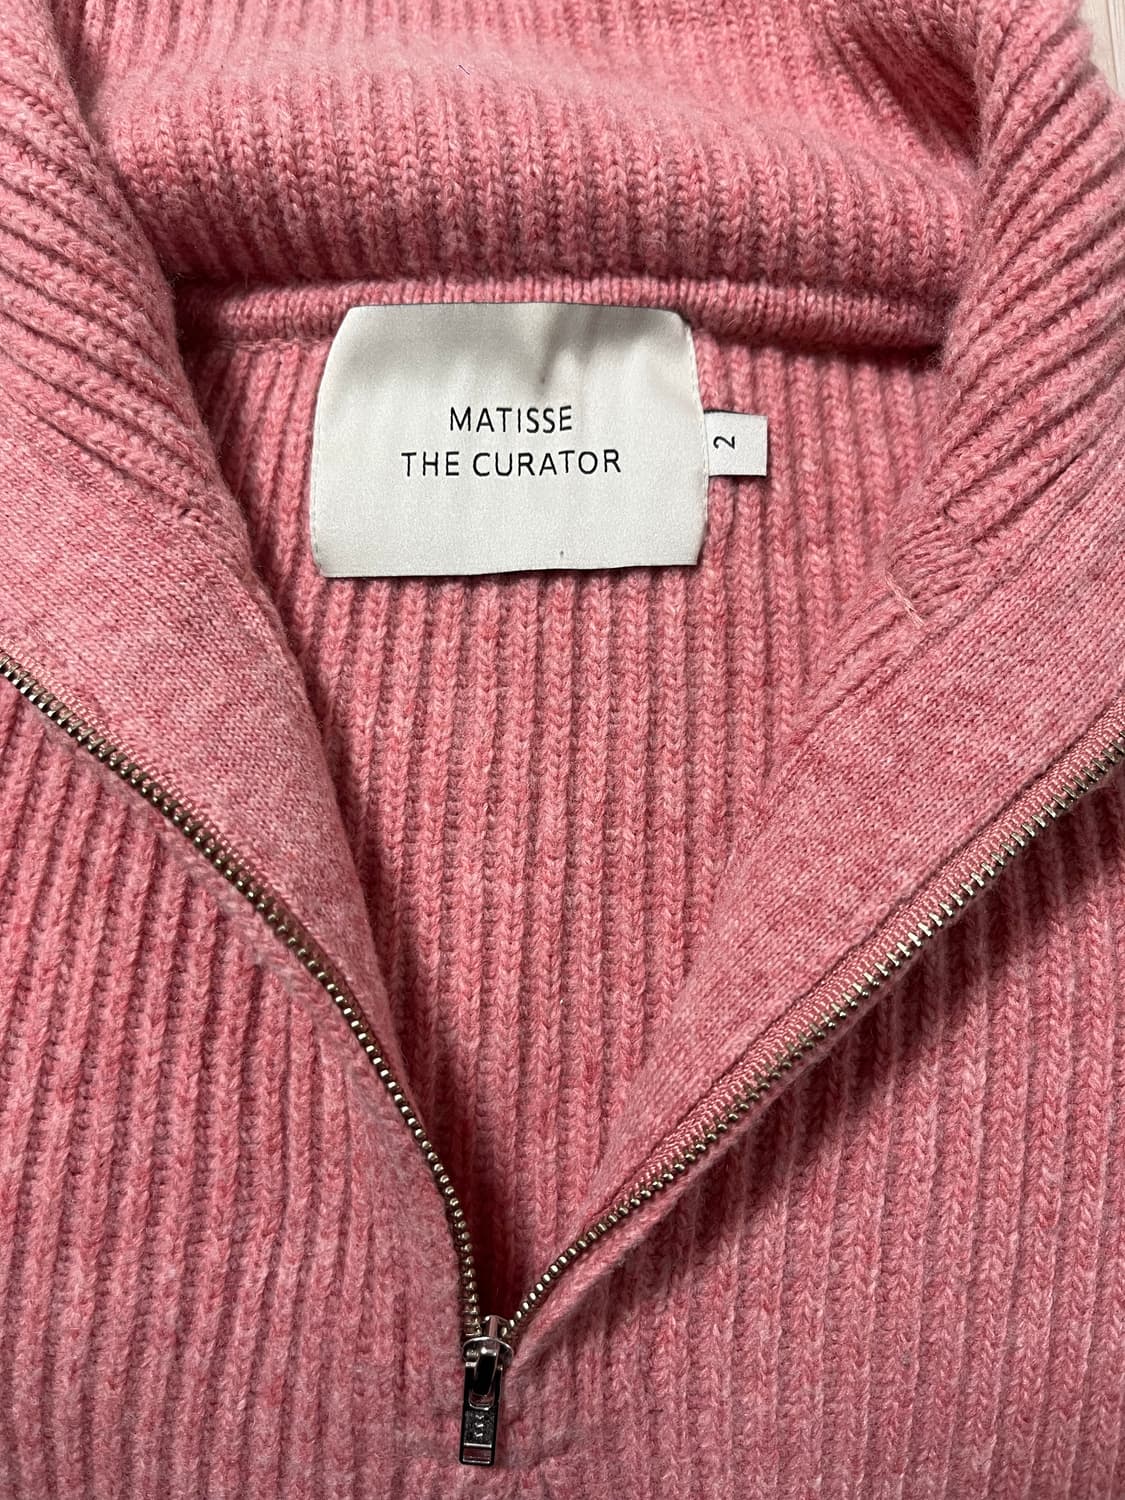 MATISSE
THE CURATOR
2